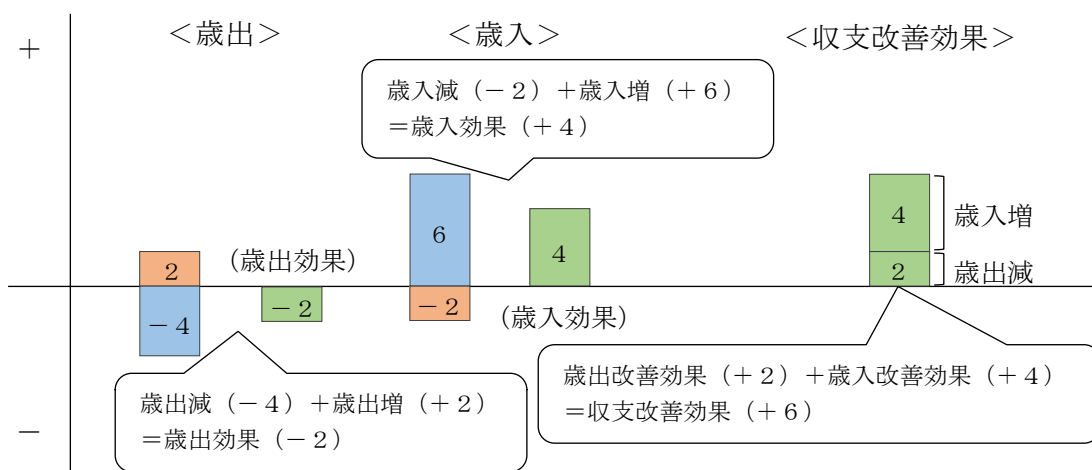 ＋
＜歳出＞
＜歳入＞
＜収支改善効果＞
歳入減（－２）＋歳入増（＋６）
＝歳入効果（＋４）
２
－４
（歳出効果）
－２
６
－２
４
（歳入効果）
４
２
歳入増
歳出減
歳出減（－４）＋歳出増（＋２）
＝歳出効果（－２）
歳出改善効果（＋２）＋歳入改善効果（＋４）
＝収支改善効果（＋６）
－